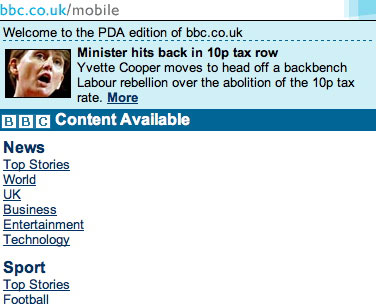 bbc.co.uk/mobile
Welcome to the PDA edition of bbc.co.uk
Minister hits back in 10p tax row
Yvette Cooper moves to head off a backbench
Labour rebellion over the abolition of the 10p tax
rate. More
BBC Content Available
News
Top Stories
World
UK
Business
Entertainment
Technology
Sport
Top Stories
Football